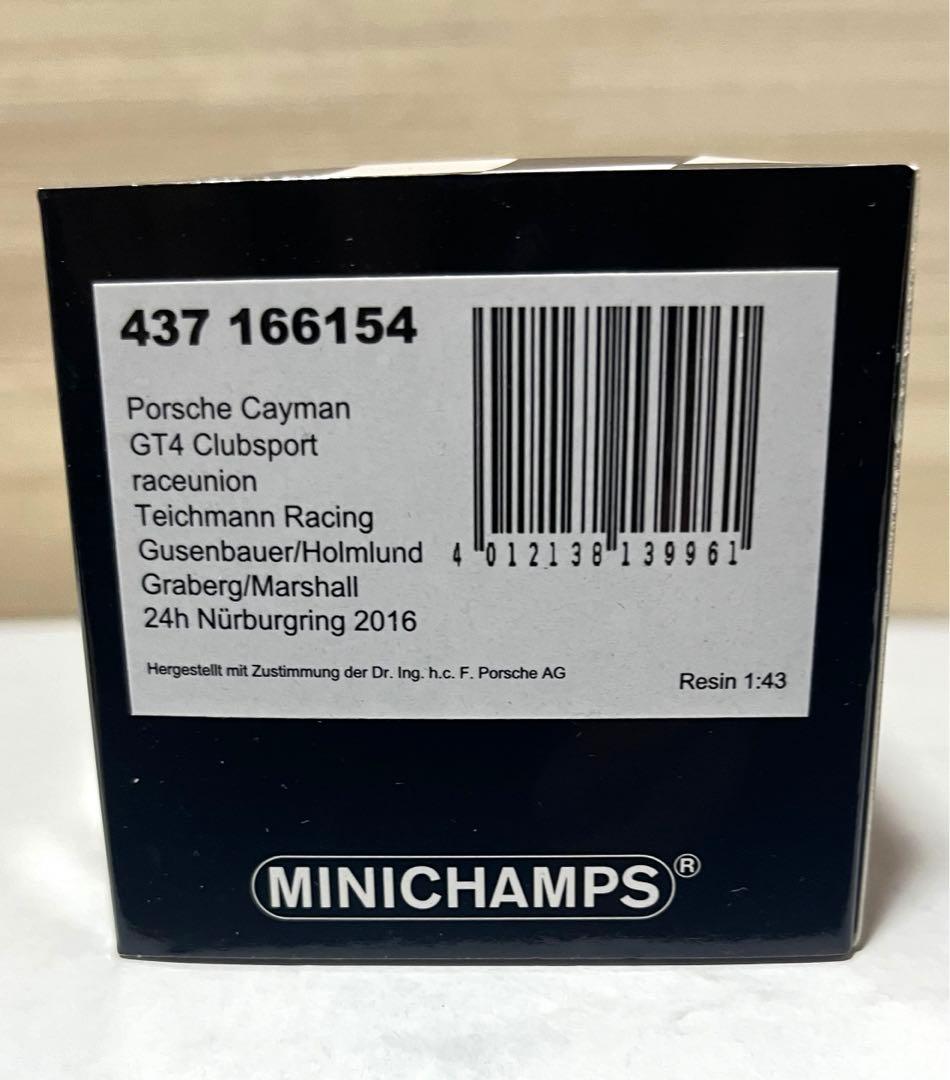 437 166154
Porsche Cayman
GT4 Clubsport
raceunion
Teichmann Racing
Gusenbauer/Holmlund
Graberg/Marshall
24h Nürburgring 2016
4 012138 139961
Hergestellt mit Zustimmung der Dr. Ing. h.c. F. Porsche AG
Resin 1:43
MINICHAMPS®